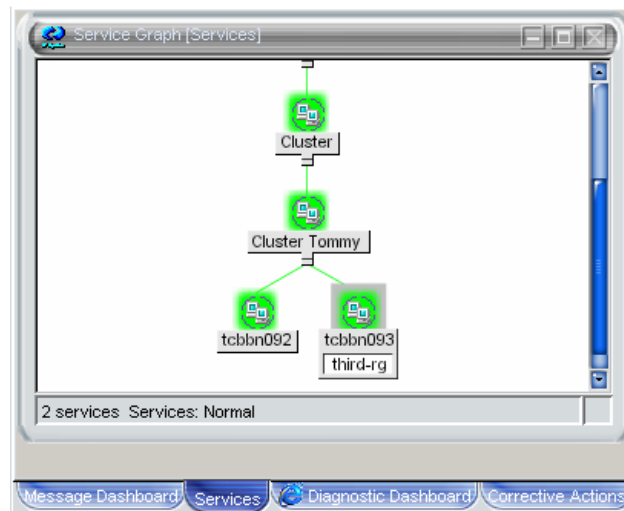 Service Graph [Services]
Cluster
Cluster Tommy
tcbbn092
tcbbn093
third-rg
2 services Services: Normal
Message Dashboard
Services
Diagnostic Dashboard
Corrective Actions